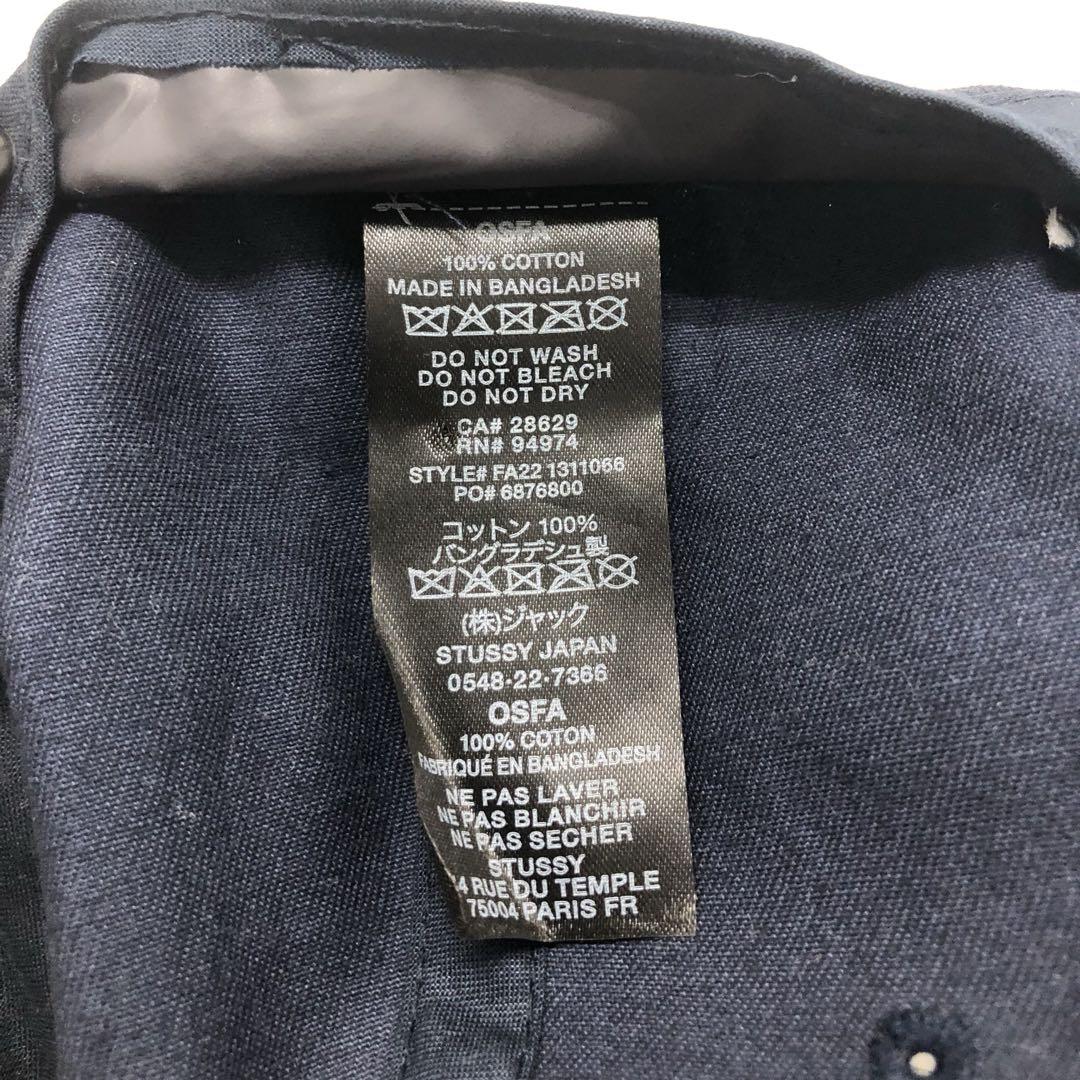 OSFA
100% COTTON
MADE IN BANGLADESH
DO NOT WASH
DO NOT BLEACH
DO NOT DRY
CA# 28629
RN# 94974
STYLE# FA22 1311066
PO# 6876800
コットン 100%
バングラデシュ製
(株)ジャック
STUSSY JAPAN
0548-22-7366
OSFA
100% COTON
FABRIQUÉ EN BANGLADESH
NE PAS LAVER
NE PAS BLANCHIR
NE PAS SECHER
STUSSY
4 RUE DU TEMPLE
75004 PARIS FR